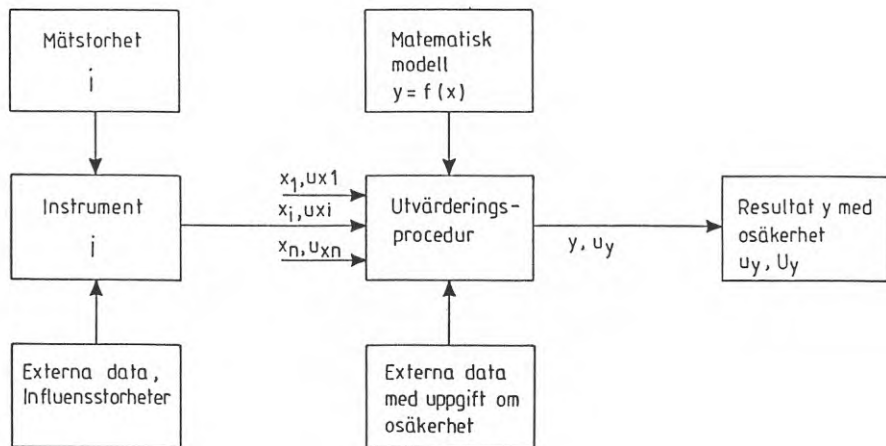 Mätstorhet
i
Matematisk
modell
y = f (x)
Instrument
i
x1,ux1
xi,uxi
xn,uxn
Utvärderings-
procedur
y, uy
Resultat y med
osäkerhet
uy, Uy
Externa data,
Influensstorheter
Externa data
med uppgift om
osäkerhet